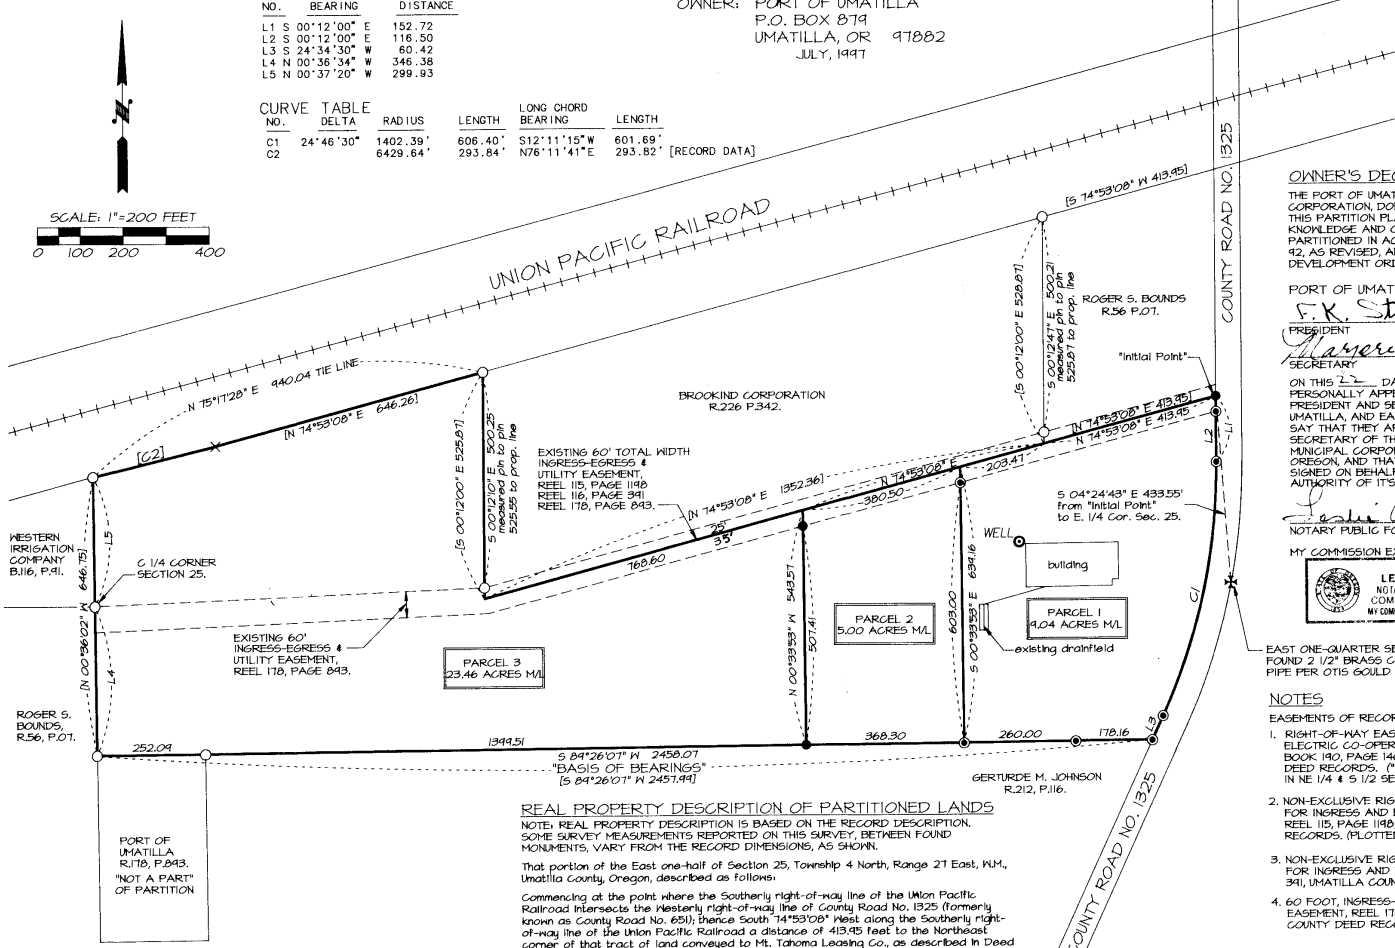 NO. BEARING DISTANCE
L1 S 00°12'00" E 152.72
L2 S 00°12'00" E 116.50
L3 S 24°34'30" W 60.42
L4 N 00°36'34" W 346.38
L5 N 00°37'20" W 299.93
OWNER: PORT OF UMATILLA
P.O. BOX 879
UMATILLA, OR 97882
JULY, 1997
CURVE TABLE
LONG CHORD
NO. DELTA RADIUS LENGTH BEARING LENGTH
C1 24°46'30" 1402.39' 606.40' S12°11'15"W 601.69'
C2 6429.64' 293.84' N76°11'41"E 293.82' [RECORD DATA]
N
SCALE: 1"=200 FEET
0 100 200 400
UNION PACIFIC RAILROAD
COUNTY ROAD NO. 1325
[S 74°53'08" W 413.95]
[S 00°12'00" E 528.87]
S 00°12'47" E 500.21
measured pin to pin
525.87 to prop. line
ROGER S. BOUNDS
R.56 P.07.
"Initial Point"
N 75°17'28" E 940.04 TIE LINE
[N 74°53'08" E 646.26]
[C2]
BROOKIND CORPORATION
R.226 P.342.
[N 74°53'08" E 413.95]
N 74°53'08" E 413.95
L2
L1
[S 00°12'00" E 525.87]
S 00°12'10" E 500.25
measured pin to pin
525.55 to prop. line
EXISTING 60' TOTAL WIDTH
INGRESS-EGRESS &
UTILITY EASEMENT,
REEL 115, PAGE 1198
REEL 116, PAGE 391
REEL 178, PAGE 893.
[N 74°53'08" E 1352.36]
N 74°53'08" E
203.47
380.50
25'
35'
768.60
S 04°24'43" E 433.55'
from "Initial Point"
to E. 1/4 Cor. Sec. 25.
WESTERN
IRRIGATION
COMPANY
B.116, P.91.
L5
C 1/4 CORNER
SECTION 25.
[N 00°36'02" W 646.75]
L4
EXISTING 60'
INGRESS-EGRESS &
UTILITY EASEMENT,
REEL 178, PAGE 893.
PARCEL 3
23.46 ACRES M/L
N 00°33'53" W 543.57
507.41
PARCEL 2
5.00 ACRES M/L
603.00
S 00°33'53" E 639.16
WELL
building
PARCEL 1
9.04 ACRES M/L
existing drainfield
C1
L3
ROGER S.
BOUNDS,
R.56, P.07.
252.09
1399.51
368.30
260.00
178.16
S 89°26'07" W 2458.07
"BASIS OF BEARINGS"
[S 89°26'07" W 2457.99]
GERTURDE M. JOHNSON
R.212, P.116.
COUNTY ROAD NO. 1325
PORT OF
UMATILLA
R.178, P.893.
"NOT A PART"
OF PARTITION
REAL PROPERTY DESCRIPTION OF PARTITIONED LANDS
NOTE: REAL PROPERTY DESCRIPTION IS BASED ON THE RECORD DESCRIPTION.
SOME SURVEY MEASUREMENTS REPORTED ON THIS SURVEY, BETWEEN FOUND
MONUMENTS, VARY FROM THE RECORD DIMENSIONS, AS SHOWN.
That portion of the East one-half of Section 25, Township 4 North, Range 27 East, W.M.,
Umatilla County, Oregon, described as follows:
Commencing at the point where the Southerly right-of-way line of the Union Pacific
Railroad intersects the Westerly right-of-way line of County Road No. 1325 (formerly
known as County Road No. 651); thence South 74°53'08" West along the Southerly right-
of-way line of the Union Pacific Railroad a distance of 413.95 feet to the Northeast
corner of that tract of land conveyed to Mt. Tahoma Leasing Co., as described in Deed
OWNER'S DEC
THE PORT OF UMAT
CORPORATION, DO
THIS PARTITION PL
KNOWLEDGE AND C
PARTITIONED IN AC
92, AS REVISED, A
DEVELOPMENT ORD
PORT OF UMAT
F.K. St
PRESIDENT
Marjor
SECRETARY
ON THIS 22 DA
PERSONALLY APPE
PRESIDENT AND SE
UMATILLA, AND EA
SAY THAT THEY AR
SECRETARY OF TH
MUNICIPAL CORPO
OREGON, AND THA
SIGNED ON BEHALF
AUTHORITY OF IT'S
Leslie
NOTARY PUBLIC FO
MY COMMISSION EX
LE
NOTA
COM
MY COM
EAST ONE-QUARTER SE
FOUND 2 1/2" BRASS C
PIPE PER OTIS GOULD
NOTES
EASEMENTS OF RECOR
1. RIGHT-OF-WAY EAS
ELECTRIC CO-OPER
BOOK 190, PAGE 146
DEED RECORDS. ("
IN NE 1/4 & S 1/2 SE
2. NON-EXCLUSIVE RIG
FOR INGRESS AND E
REEL 115, PAGE 1198
RECORDS. (PLOTTE
3. NON-EXCLUSIVE RIG
FOR INGRESS AND
391, UMATILLA COUN
4. 60 FOOT, INGRESS-
EASEMENT, REEL 17
COUNTY DEED REC